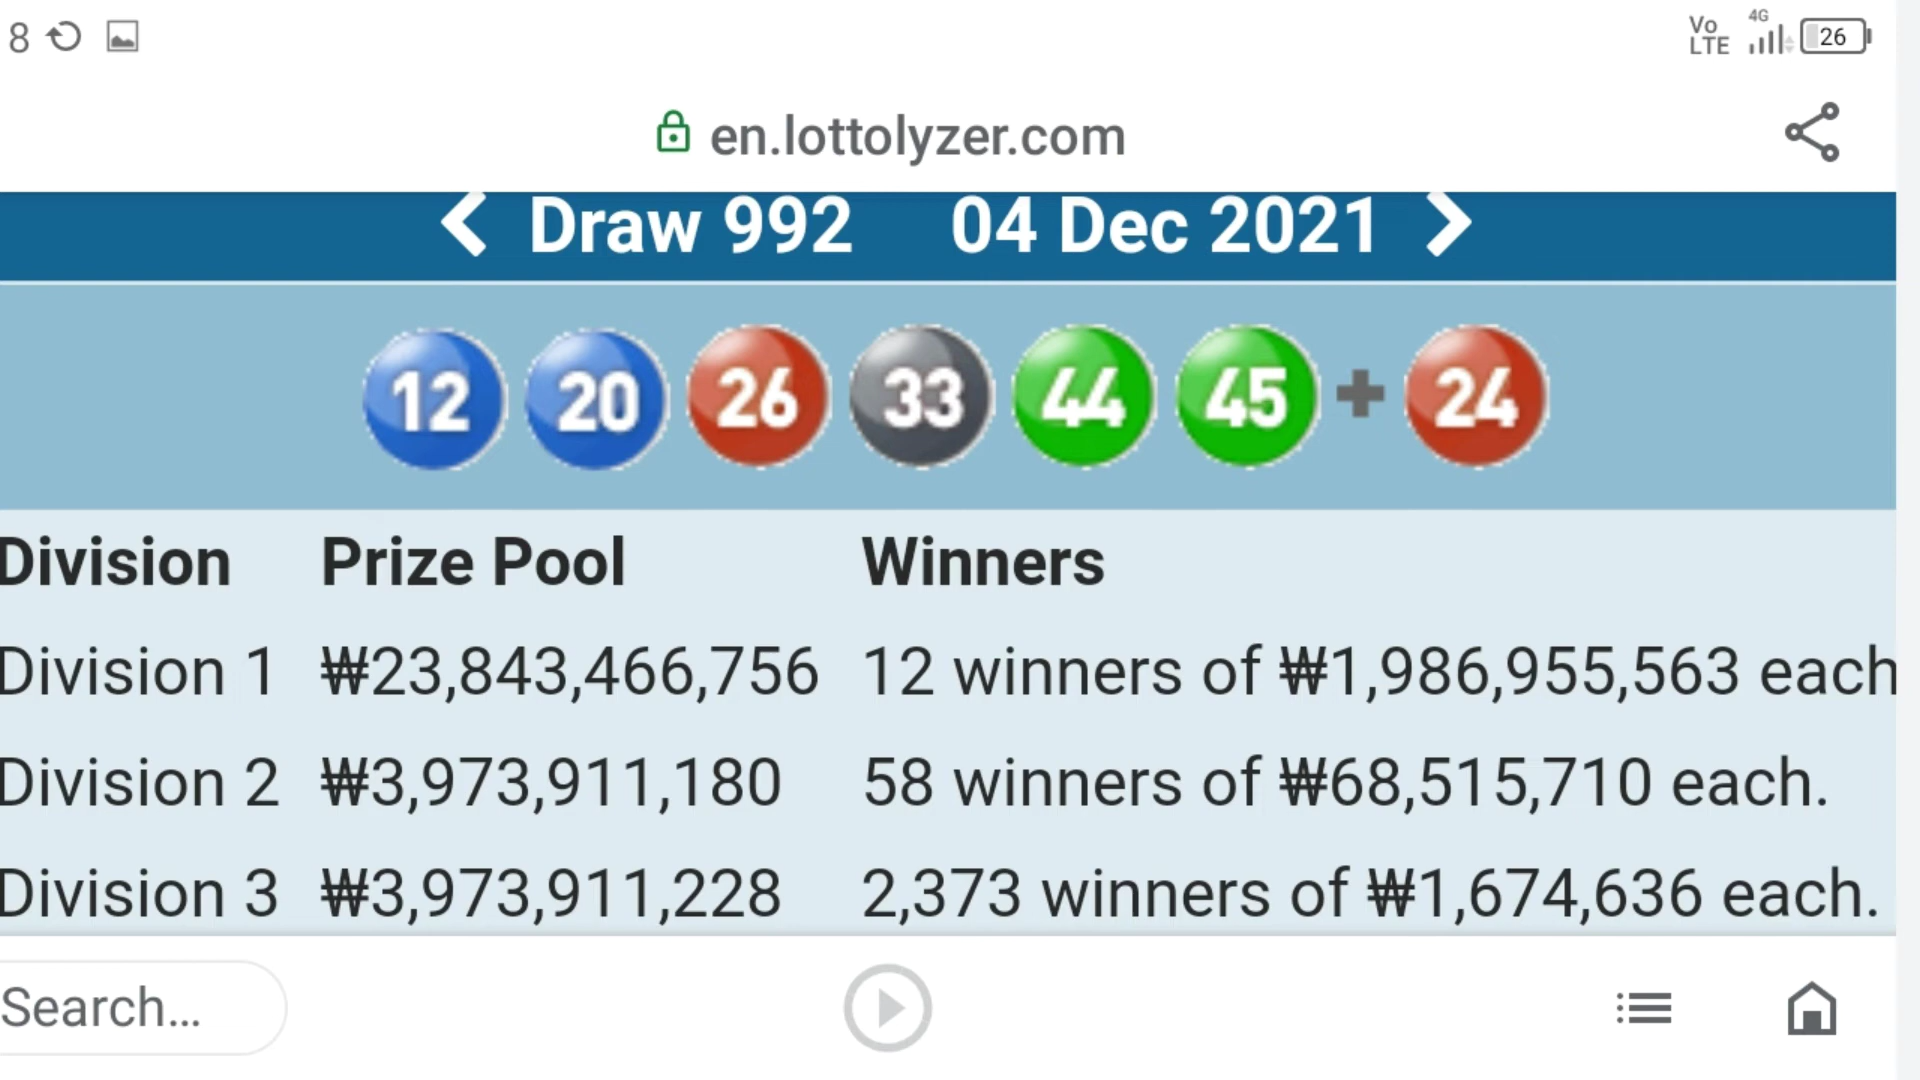 8 Vo LTE 4G 26
en.lottolyzer.com
Draw 992 04 Dec 2021
12 20 26 33 44 45 + 24
Division Prize Pool Winners
Division 1 ₩23,843,466,756 12 winners of ₩1,986,955,563 each
Division 2 ₩3,973,911,180 58 winners of ₩68,515,710 each.
Division 3 ₩3,973,911,228 2,373 winners of ₩1,674,636 each.
Search...